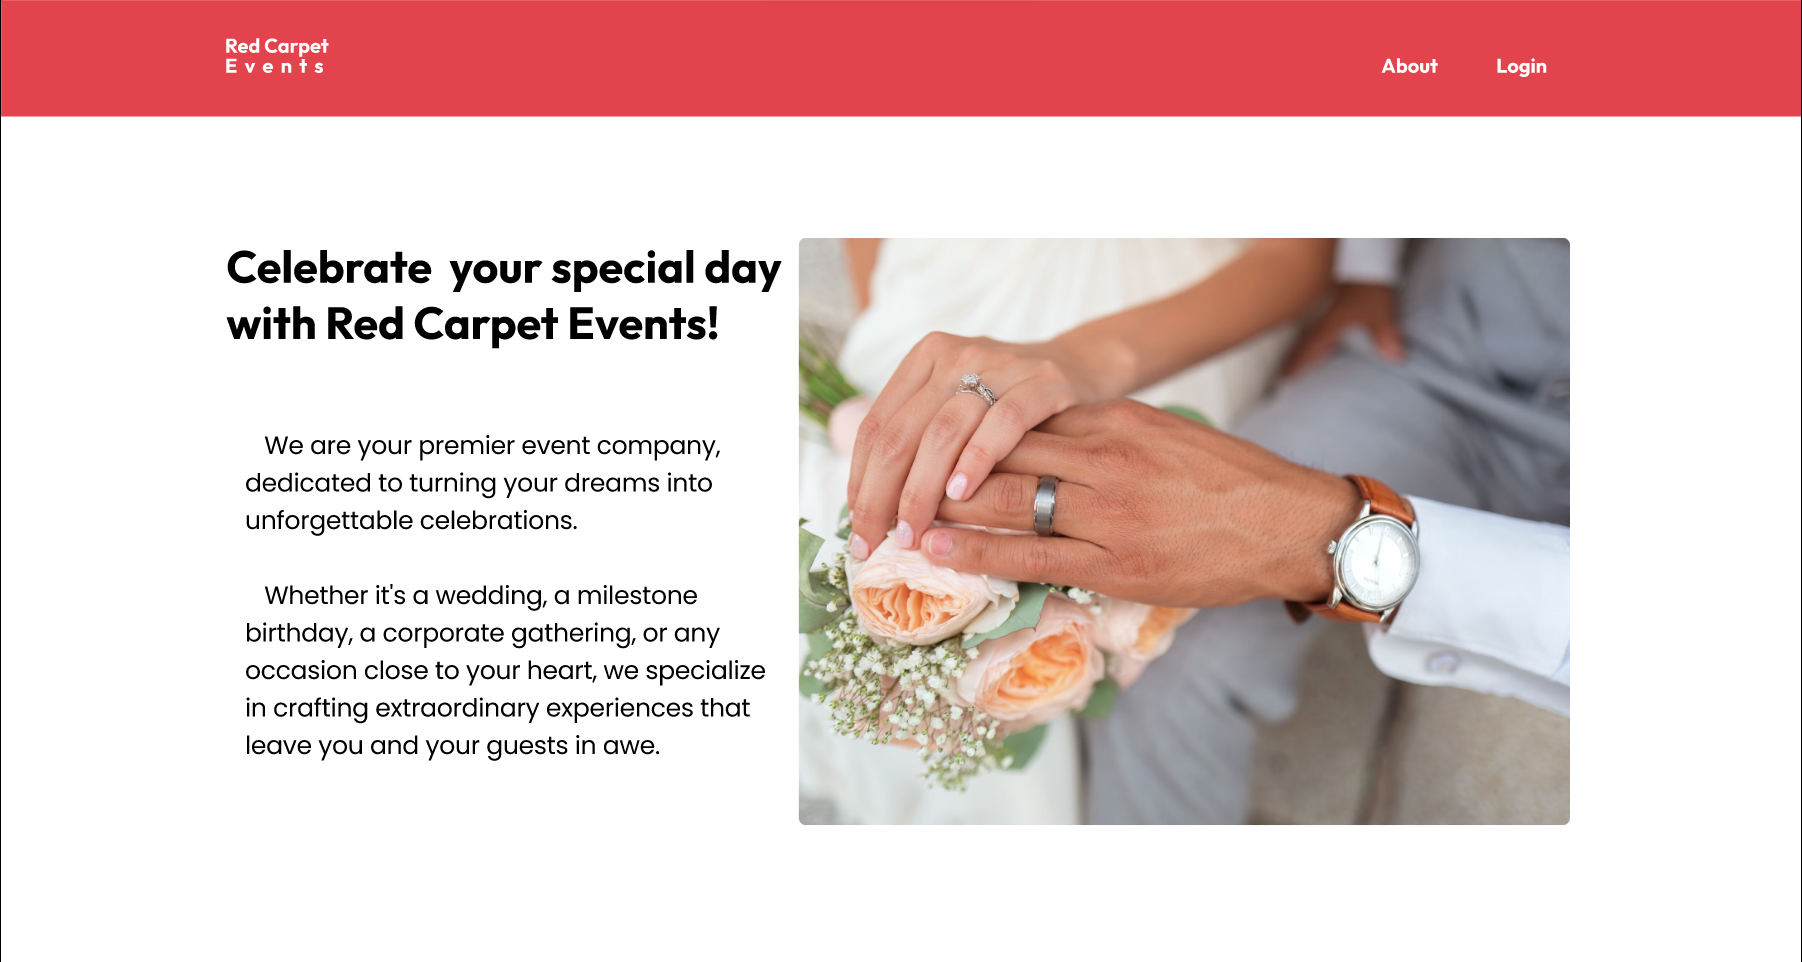 Red Carpet
Events
About
Login
Celebrate your special day
with Red Carpet Events!
We are your premier event company,
dedicated to turning your dreams into
unforgettable celebrations.
Whether it's a wedding, a milestone
birthday, a corporate gathering, or any
occasion close to your heart, we specialize
in crafting extraordinary experiences that
leave you and your guests in awe.